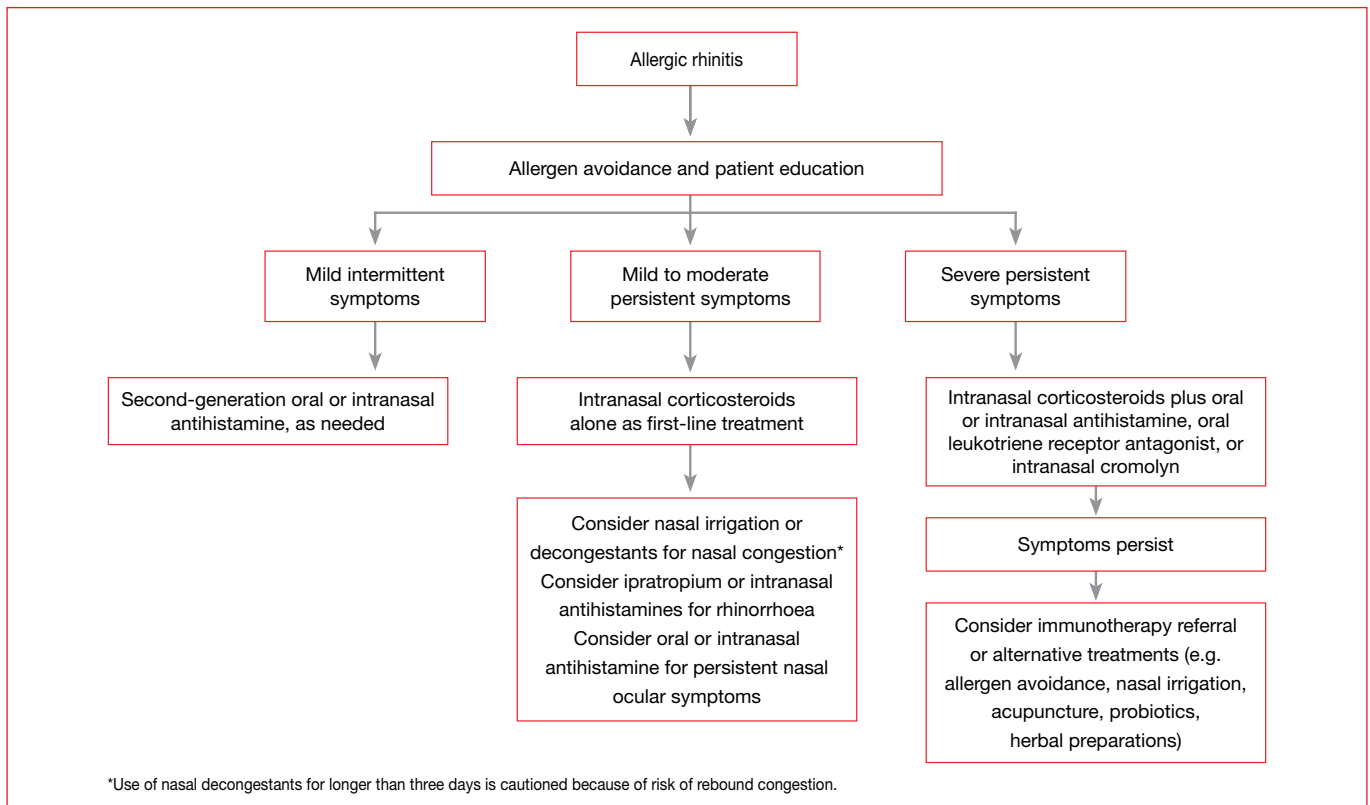 Allergic rhinitis
Allergen avoidance and patient education
Mild intermittent
symptoms
Mild to moderate
persistent symptoms
Severe persistent
symptoms
Second-generation oral or intranasal
antihistamine, as needed
Intranasal corticosteroids
alone as first-line treatment
Intranasal corticosteroids plus oral
or intranasal antihistamine, oral
leukotriene receptor antagonist, or
intranasal cromolyn
Consider nasal irrigation or
decongestants for nasal congestion*
Consider ipratropium or intranasal
antihistamines for rhinorrhoea
Consider oral or intranasal
antihistamine for persistent nasal
ocular symptoms
Symptoms persist
Consider immunotherapy referral
or alternative treatments (e.g.
allergen avoidance, nasal irrigation,
acupuncture, probiotics,
herbal preparations)
*Use of nasal decongestants for longer than three days is cautioned because of risk of rebound congestion.